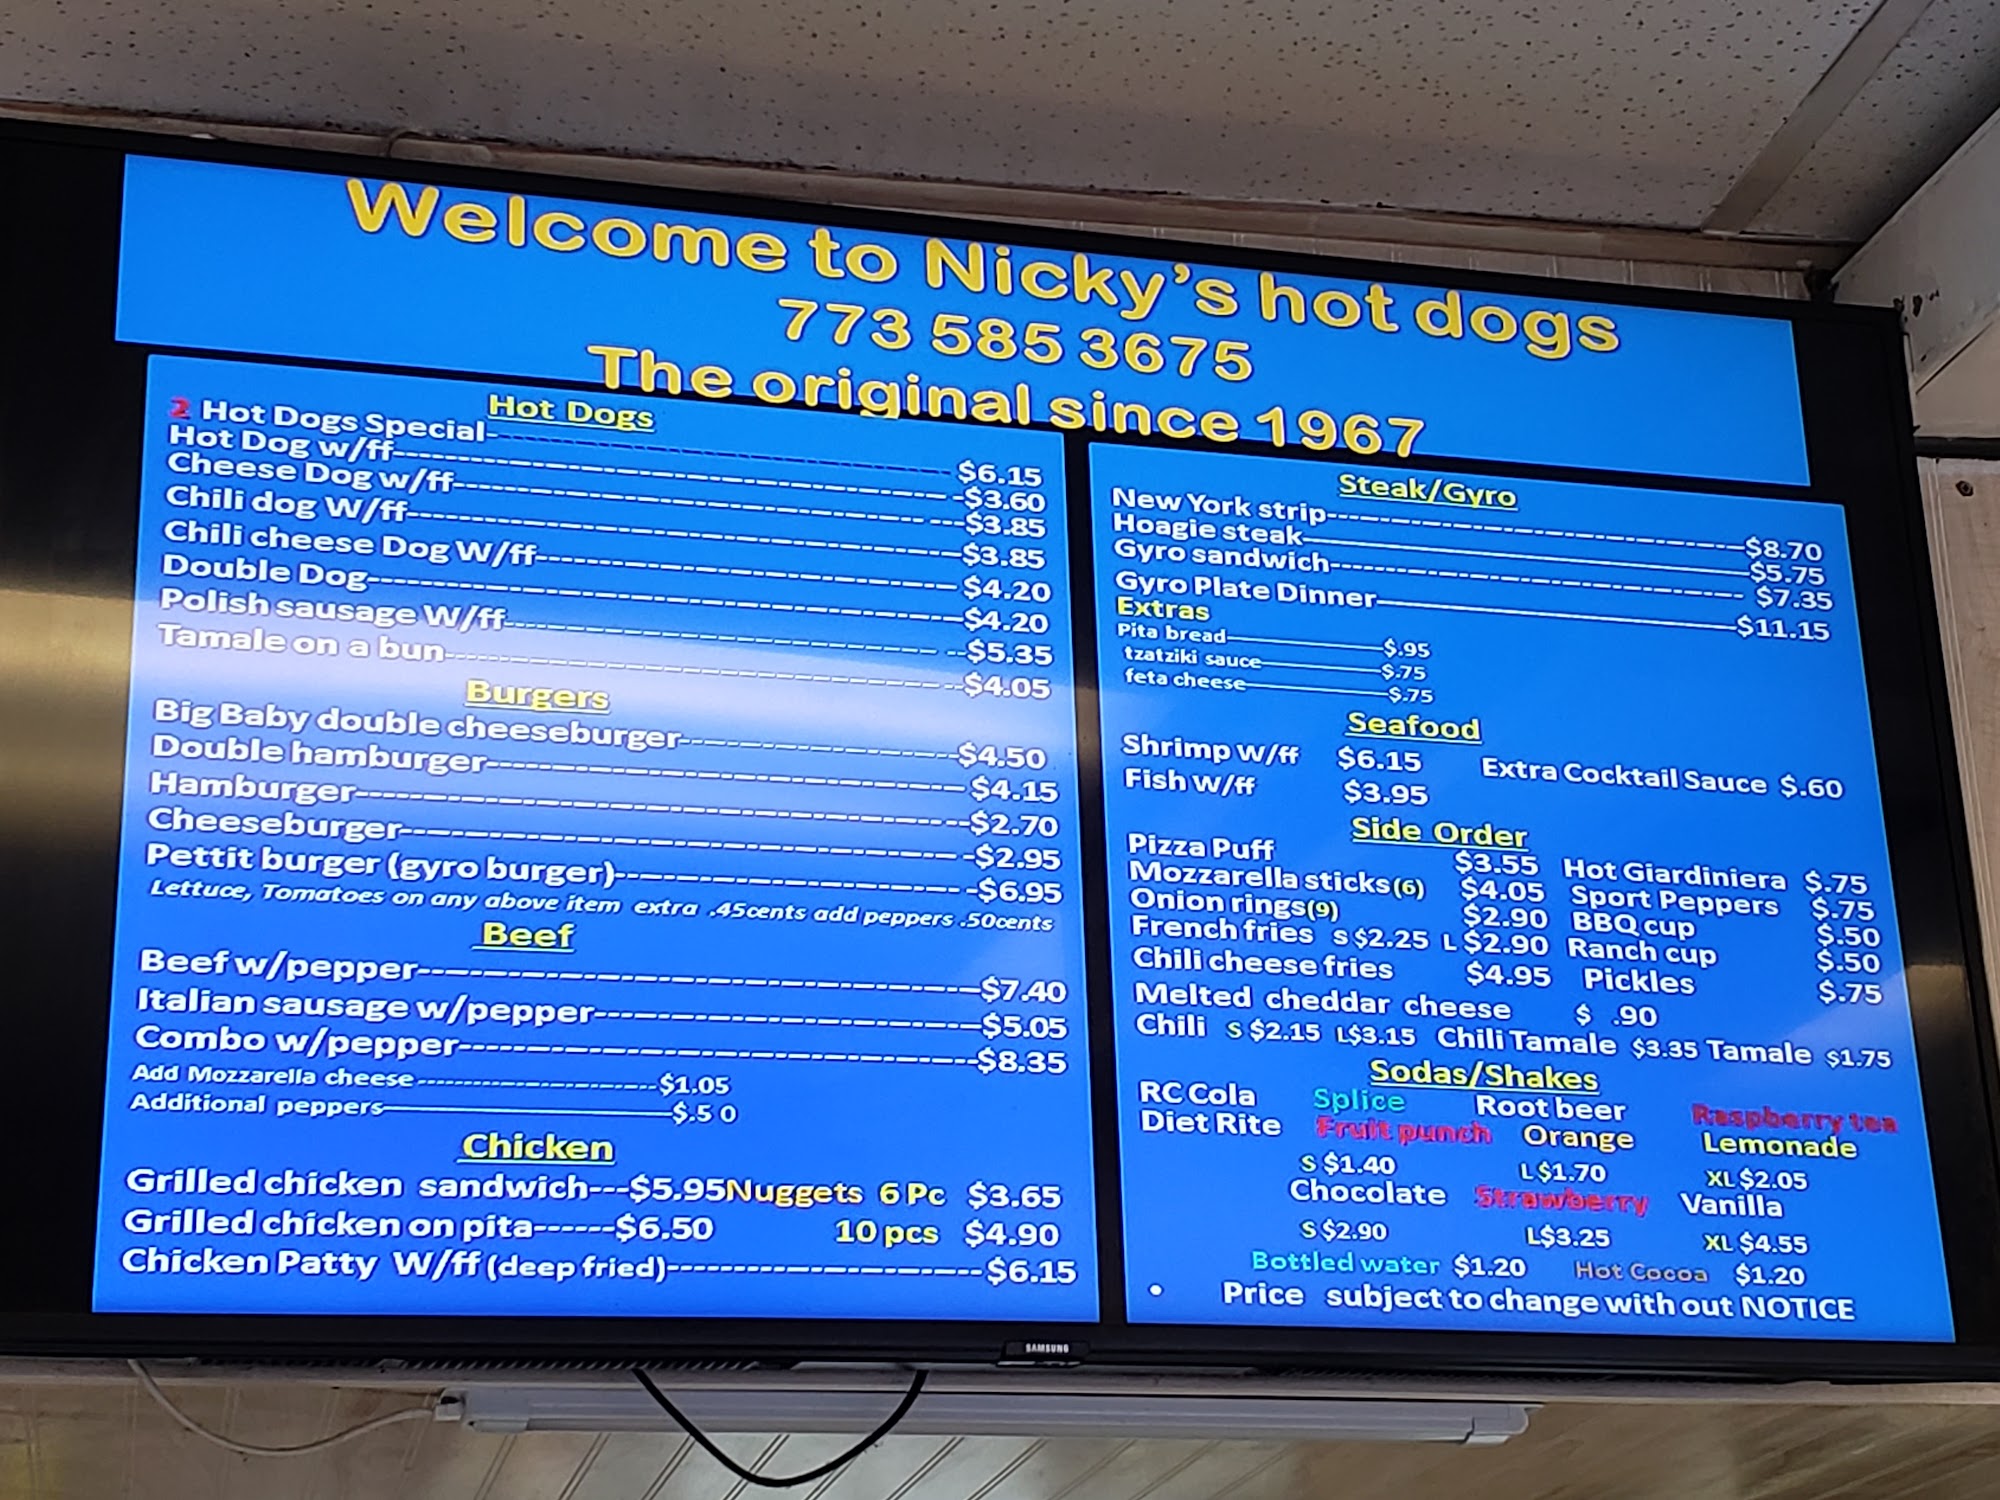 Welcome to Nicky's hot dogs
773 585 3675
The original since 1967
Hot Dogs
2 Hot Dogs Special $6.15
Hot Dog w/ff $3.60
Cheese Dog w/ff $3.85
Chili dog W/ff $3.85
Chili cheese Dog W/ff $4.20
Double Dog $4.20
Polish sausage W/ff $5.35
Tamale on a bun $4.05
Burgers
Big Baby double cheeseburger $4.50
Double hamburger $4.15
Hamburger $2.70
Cheeseburger $2.95
Pettit burger (gyro burger) $6.95
Lettuce, Tomatoes on any above item extra .45cents add peppers .50cents
Beef
Beef w/pepper $7.40
Italian sausage w/pepper $5.05
Combo w/pepper $8.35
Add Mozzarella cheese $1.05
Additional peppers $.5 0
Chicken
Grilled chicken sandwich---$5.95 Nuggets 6 Pc $3.65
Grilled chicken on pita------$6.50 10 pcs $4.90
Chicken Patty W/ff (deep fried) $6.15
Steak/Gyro
New York strip $8.70
Hoagie steak $5.75
Gyro sandwich $7.35
Gyro Plate Dinner $11.15
Extras
Pita bread $.95
tzatziki sauce $.75
feta cheese $.75
Seafood
Shrimp w/ff $6.15 Extra Cocktail Sauce $.60
Fish w/ff $3.95
Side Order
Pizza Puff $3.55 Hot Giardiniera $.75
Mozzarella sticks(6) $4.05 Sport Peppers $.75
Onion rings(9) $2.90 BBQ cup $.50
French fries S $2.25 L $2.90 Ranch cup $.50
Chili cheese fries $4.95 Pickles $.75
Melted cheddar cheese $ .90
Chili S $2.15 L$3.15 Chili Tamale $3.35 Tamale $1.75
Sodas/Shakes
RC Cola Splice Root beer Raspberry tea
Diet Rite Fruit punch Orange Lemonade
S $1.40 L $1.70 XL $2.05
Chocolate Strawberry Vanilla
S $2.90 L$3.25 XL $4.55
Bottled water $1.20 Hot Cocoa $1.20
• Price subject to change with out NOTICE
SAMSUNG